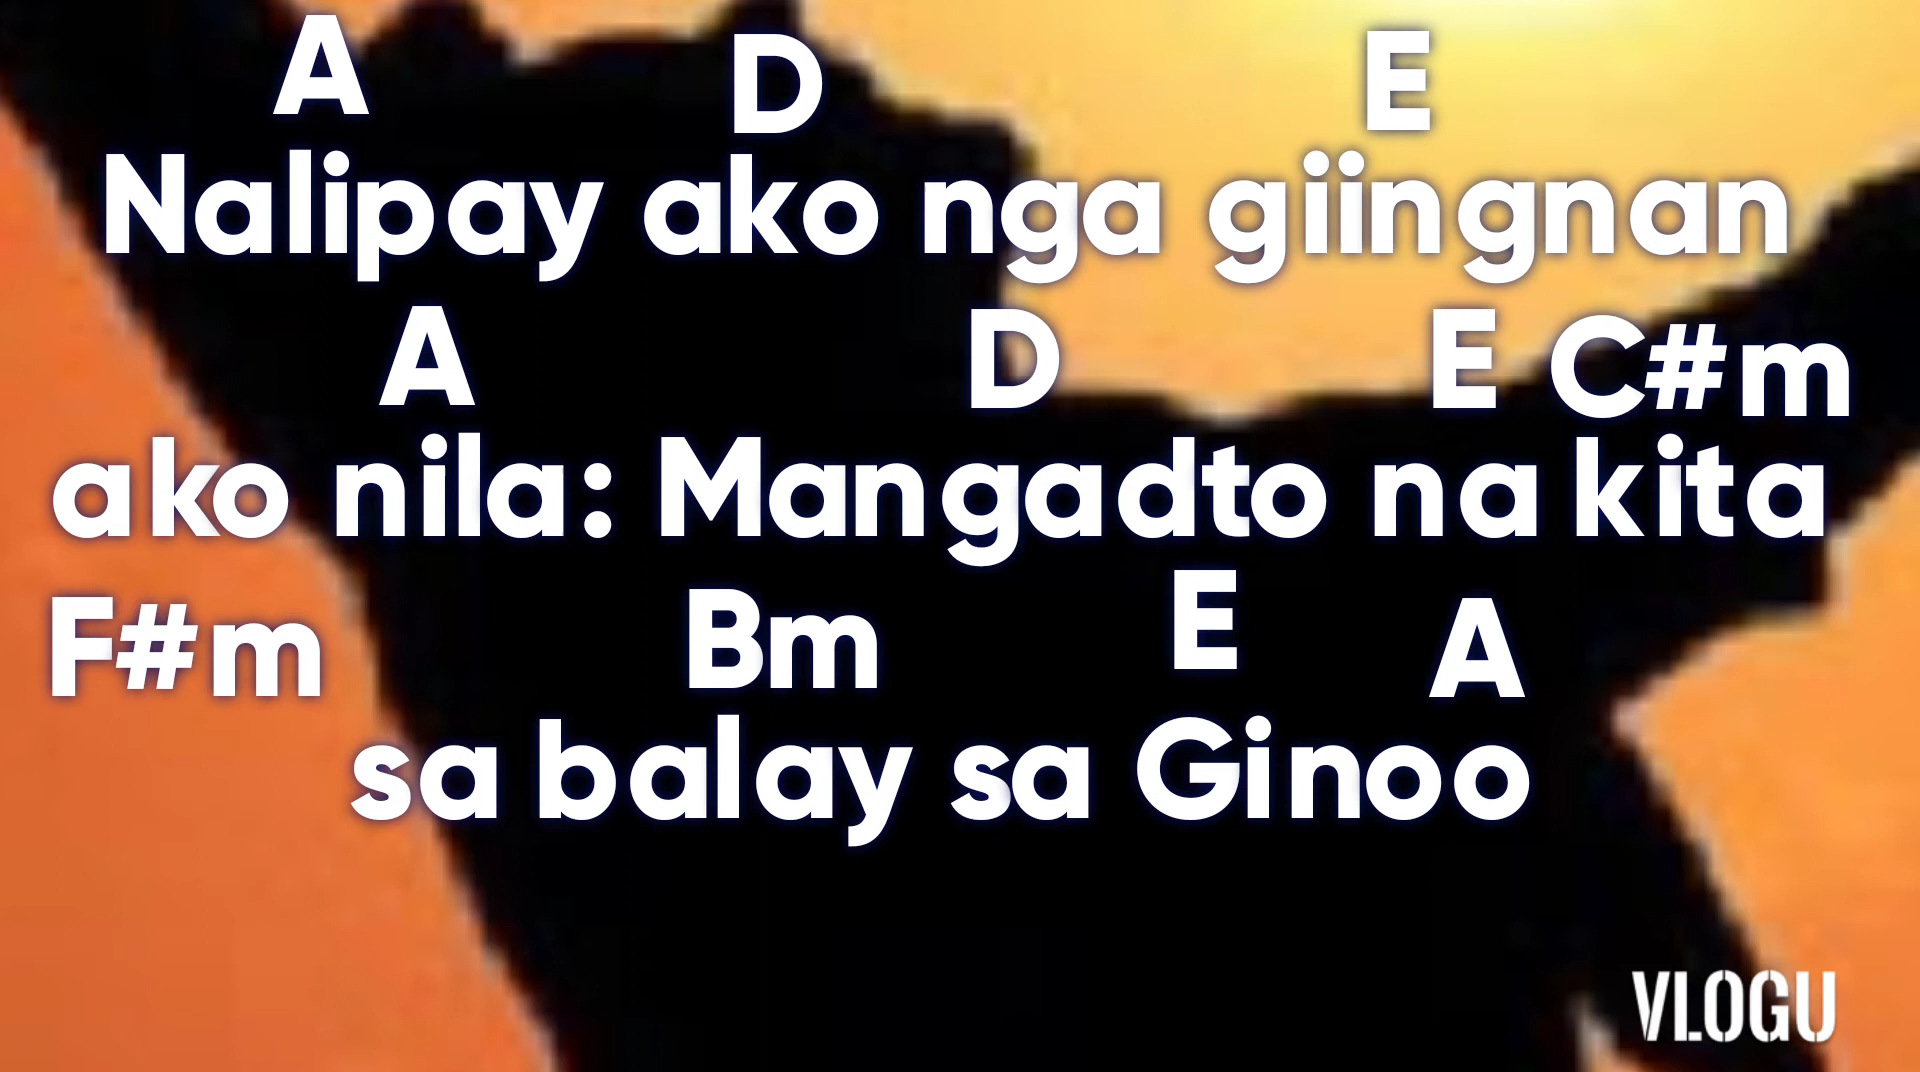 A D E
Nalipay ako nga giingnan
A D E C#m
ako nila: Mangadto na kita
F#m Bm E A
sa balay sa Ginoo
VLOGU